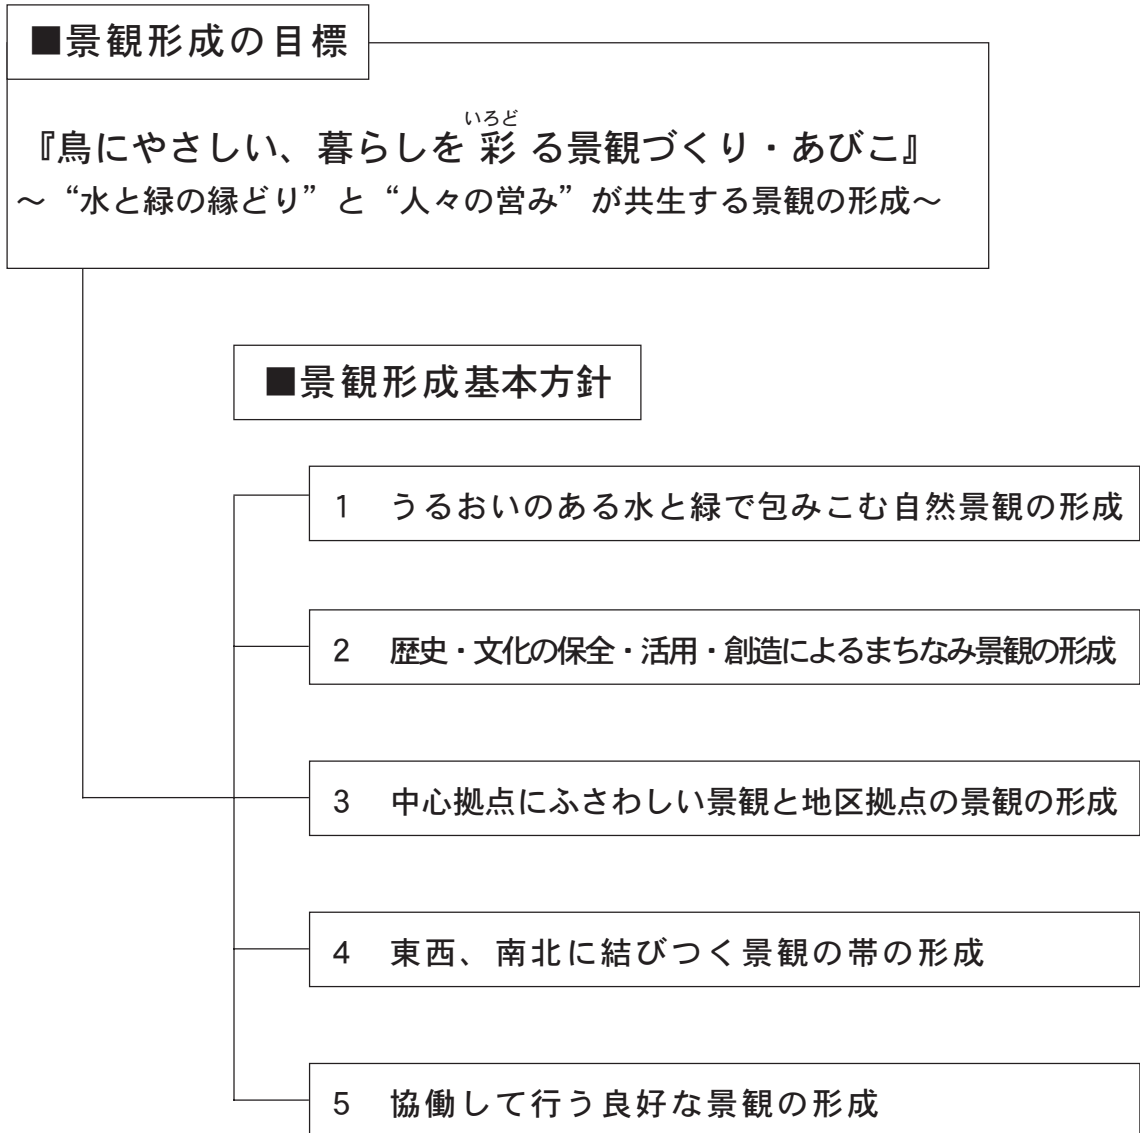 ■景観形成の目標
いろど
『鳥にやさしい、暮らしを彩る景観づくり・あびこ』
～“水と緑の縁どり”と“人々の営み”が共生する景観の形成～
■景観形成基本方針
1 うるおいのある水と緑で包みこむ自然景観の形成
2 歴史・文化の保全・活用・創造によるまちなみ景観の形成
3 中心拠点にふさわしい景観と地区拠点の景観の形成
4 東西、南北に結びつく景観の帯の形成
5 協働して行う良好な景観の形成